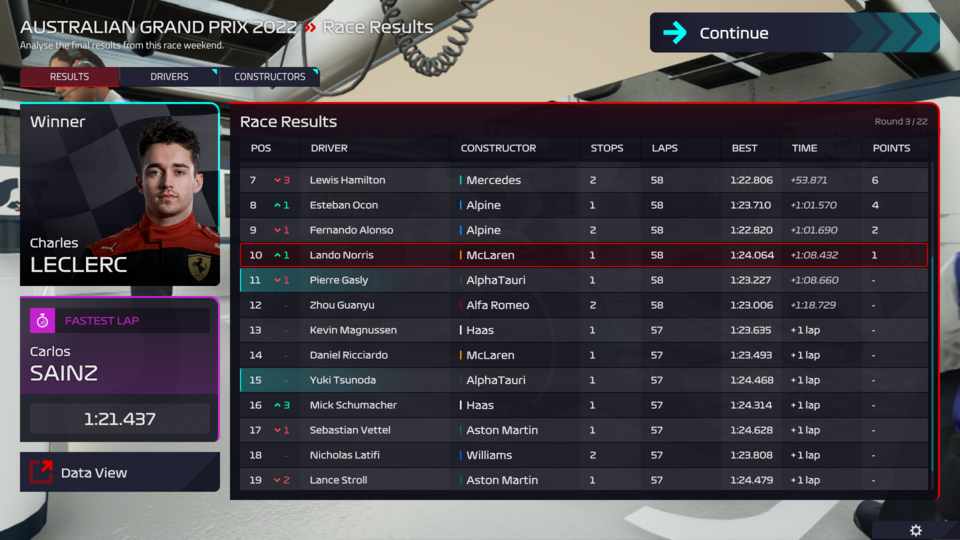 AUSTRALIAN GRAND PRIX 2022 » Race Results
Analyse the final results from this race weekend.
Continue
RESULTS DRIVERS CONSTRUCTORS
Winner
Charles
LECLERC
FASTEST LAP
Carlos
SAINZ
1:21.437
Data View
Race Results Round 3 / 22
POS DRIVER CONSTRUCTOR STOPS LAPS BEST TIME POINTS
7 3 Lewis Hamilton Mercedes 2 58 1:22.806 +53.871 6
8 1 Esteban Ocon Alpine 1 58 1:23.710 +1:01.570 4
9 1 Fernando Alonso Alpine 2 58 1:22.820 +1:01.690 2
10 1 Lando Norris McLaren 1 58 1:24.064 +1:08.432 1
11 1 Pierre Gasly AlphaTauri 1 58 1:23.227 +1:08.660 -
12 - Zhou Guanyu Alfa Romeo 2 58 1:23.006 +1:18.729 -
13 - Kevin Magnussen Haas 1 57 1:23.635 +1 lap -
14 - Daniel Ricciardo McLaren 1 57 1:23.493 +1 lap -
15 - Yuki Tsunoda AlphaTauri 1 57 1:24.468 +1 lap -
16 3 Mick Schumacher Haas 1 57 1:24.314 +1 lap -
17 1 Sebastian Vettel Aston Martin 1 57 1:24.628 +1 lap -
18 - Nicholas Latifi Williams 2 57 1:23.808 +1 lap -
19 2 Lance Stroll Aston Martin 1 57 1:24.479 +1 lap -